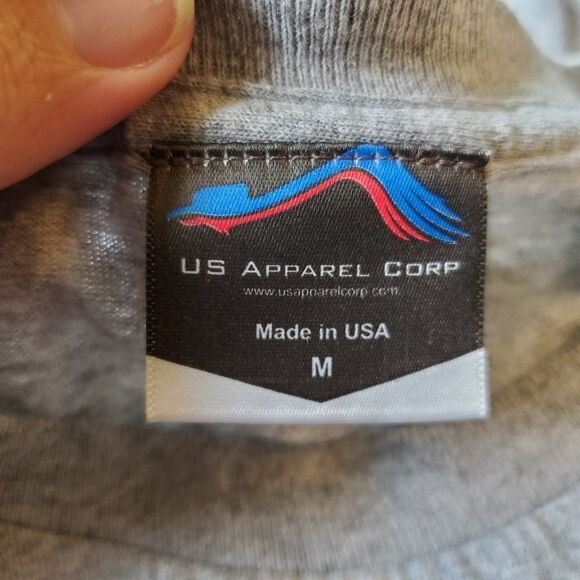 US APPAREL CORP
www.usapparelcorp.com
Made in USA
M